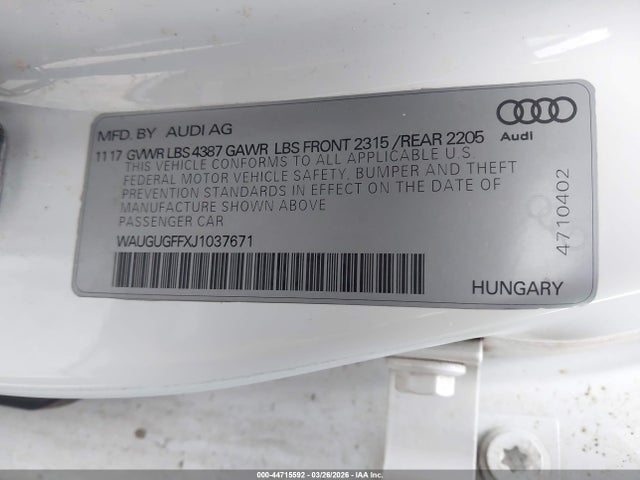 MFD. BY AUDI AG
11 17 GVWR LBS 4387 GAWR LBS FRONT 2315 / REAR 2205
THIS VEHICLE CONFORMS TO ALL APPLICABLE U.S.
FEDERAL MOTOR VEHICLE SAFETY, BUMPER AND THEFT
PREVENTION STANDARDS IN EFFECT ON THE DATE OF
MANUFACTURE SHOWN ABOVE
PASSENGER CAR
WAUGUGFFXJ1037671
Audi
4710402
HUNGARY
000-44715592 - 03/26/2026 - IAA Inc.